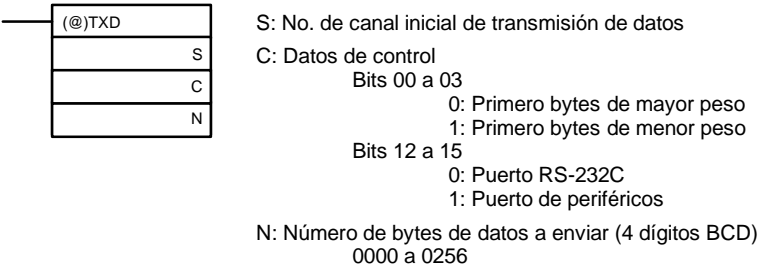 (@)TXD
S
C
N
S: No. de canal inicial de transmisión de datos
C: Datos de control
Bits 00 a 03
0: Primero bytes de mayor peso
1: Primero bytes de menor peso
Bits 12 a 15
0: Puerto RS-232C
1: Puerto de periféricos
N: Número de bytes de datos a enviar (4 dígitos BCD)
0000 a 0256